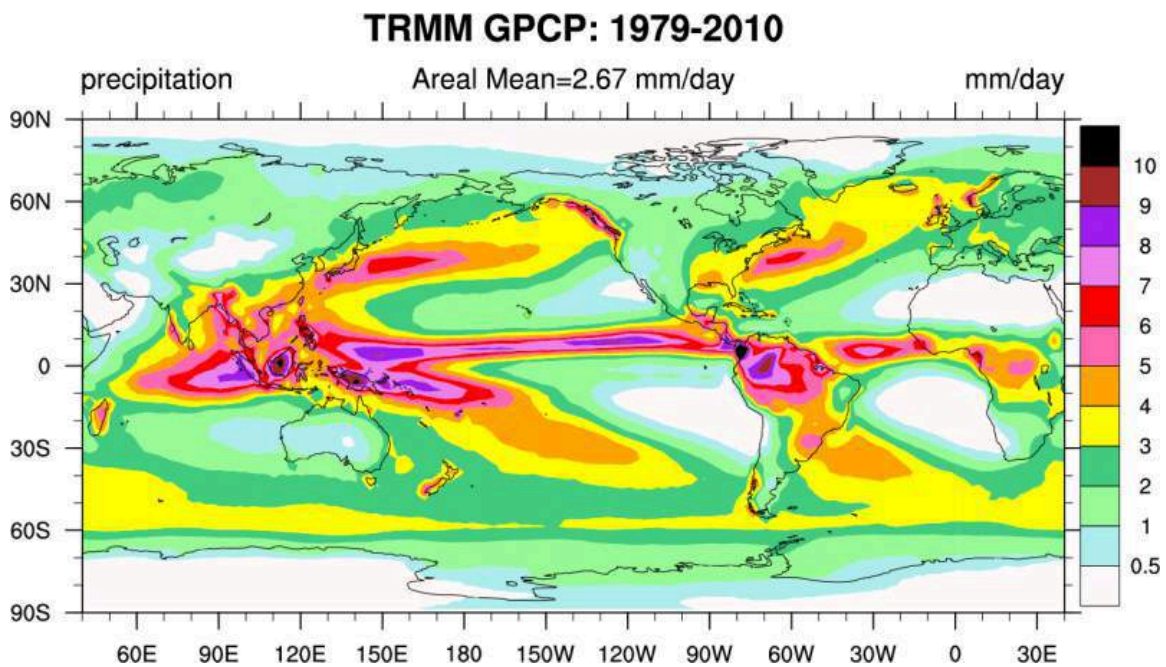 TRMM GPCP: 1979-2010
precipitation Areal Mean=2.67 mm/day mm/day
90N
60N
30N
0
30S
60S
90S
10
9
8
7
6
5
4
3
2
1
0.5
60E 90E 120E 150E 180 150W 120W 90W 60W 30W 0 30E